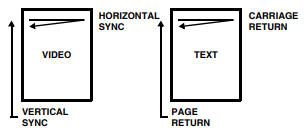 HORIZONTAL
SYNC
VIDEO
VERTICAL
SYNC
CARRIAGE
RETURN
TEXT
PAGE
RETURN